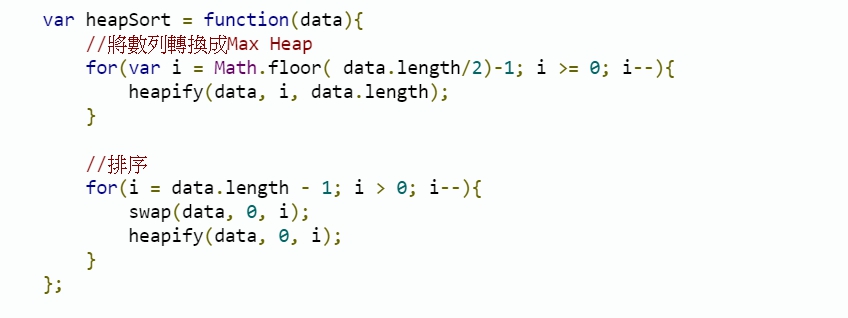 var heapSort = function(data){
    //將數列轉換成Max Heap
    for(var i = Math.floor( data.length/2)-1; i >= 0; i--){
        heapify(data, i, data.length);
    }

    //排序
    for(i = data.length - 1; i > 0; i--){
        swap(data, 0, i);
        heapify(data, 0, i);
    }
};